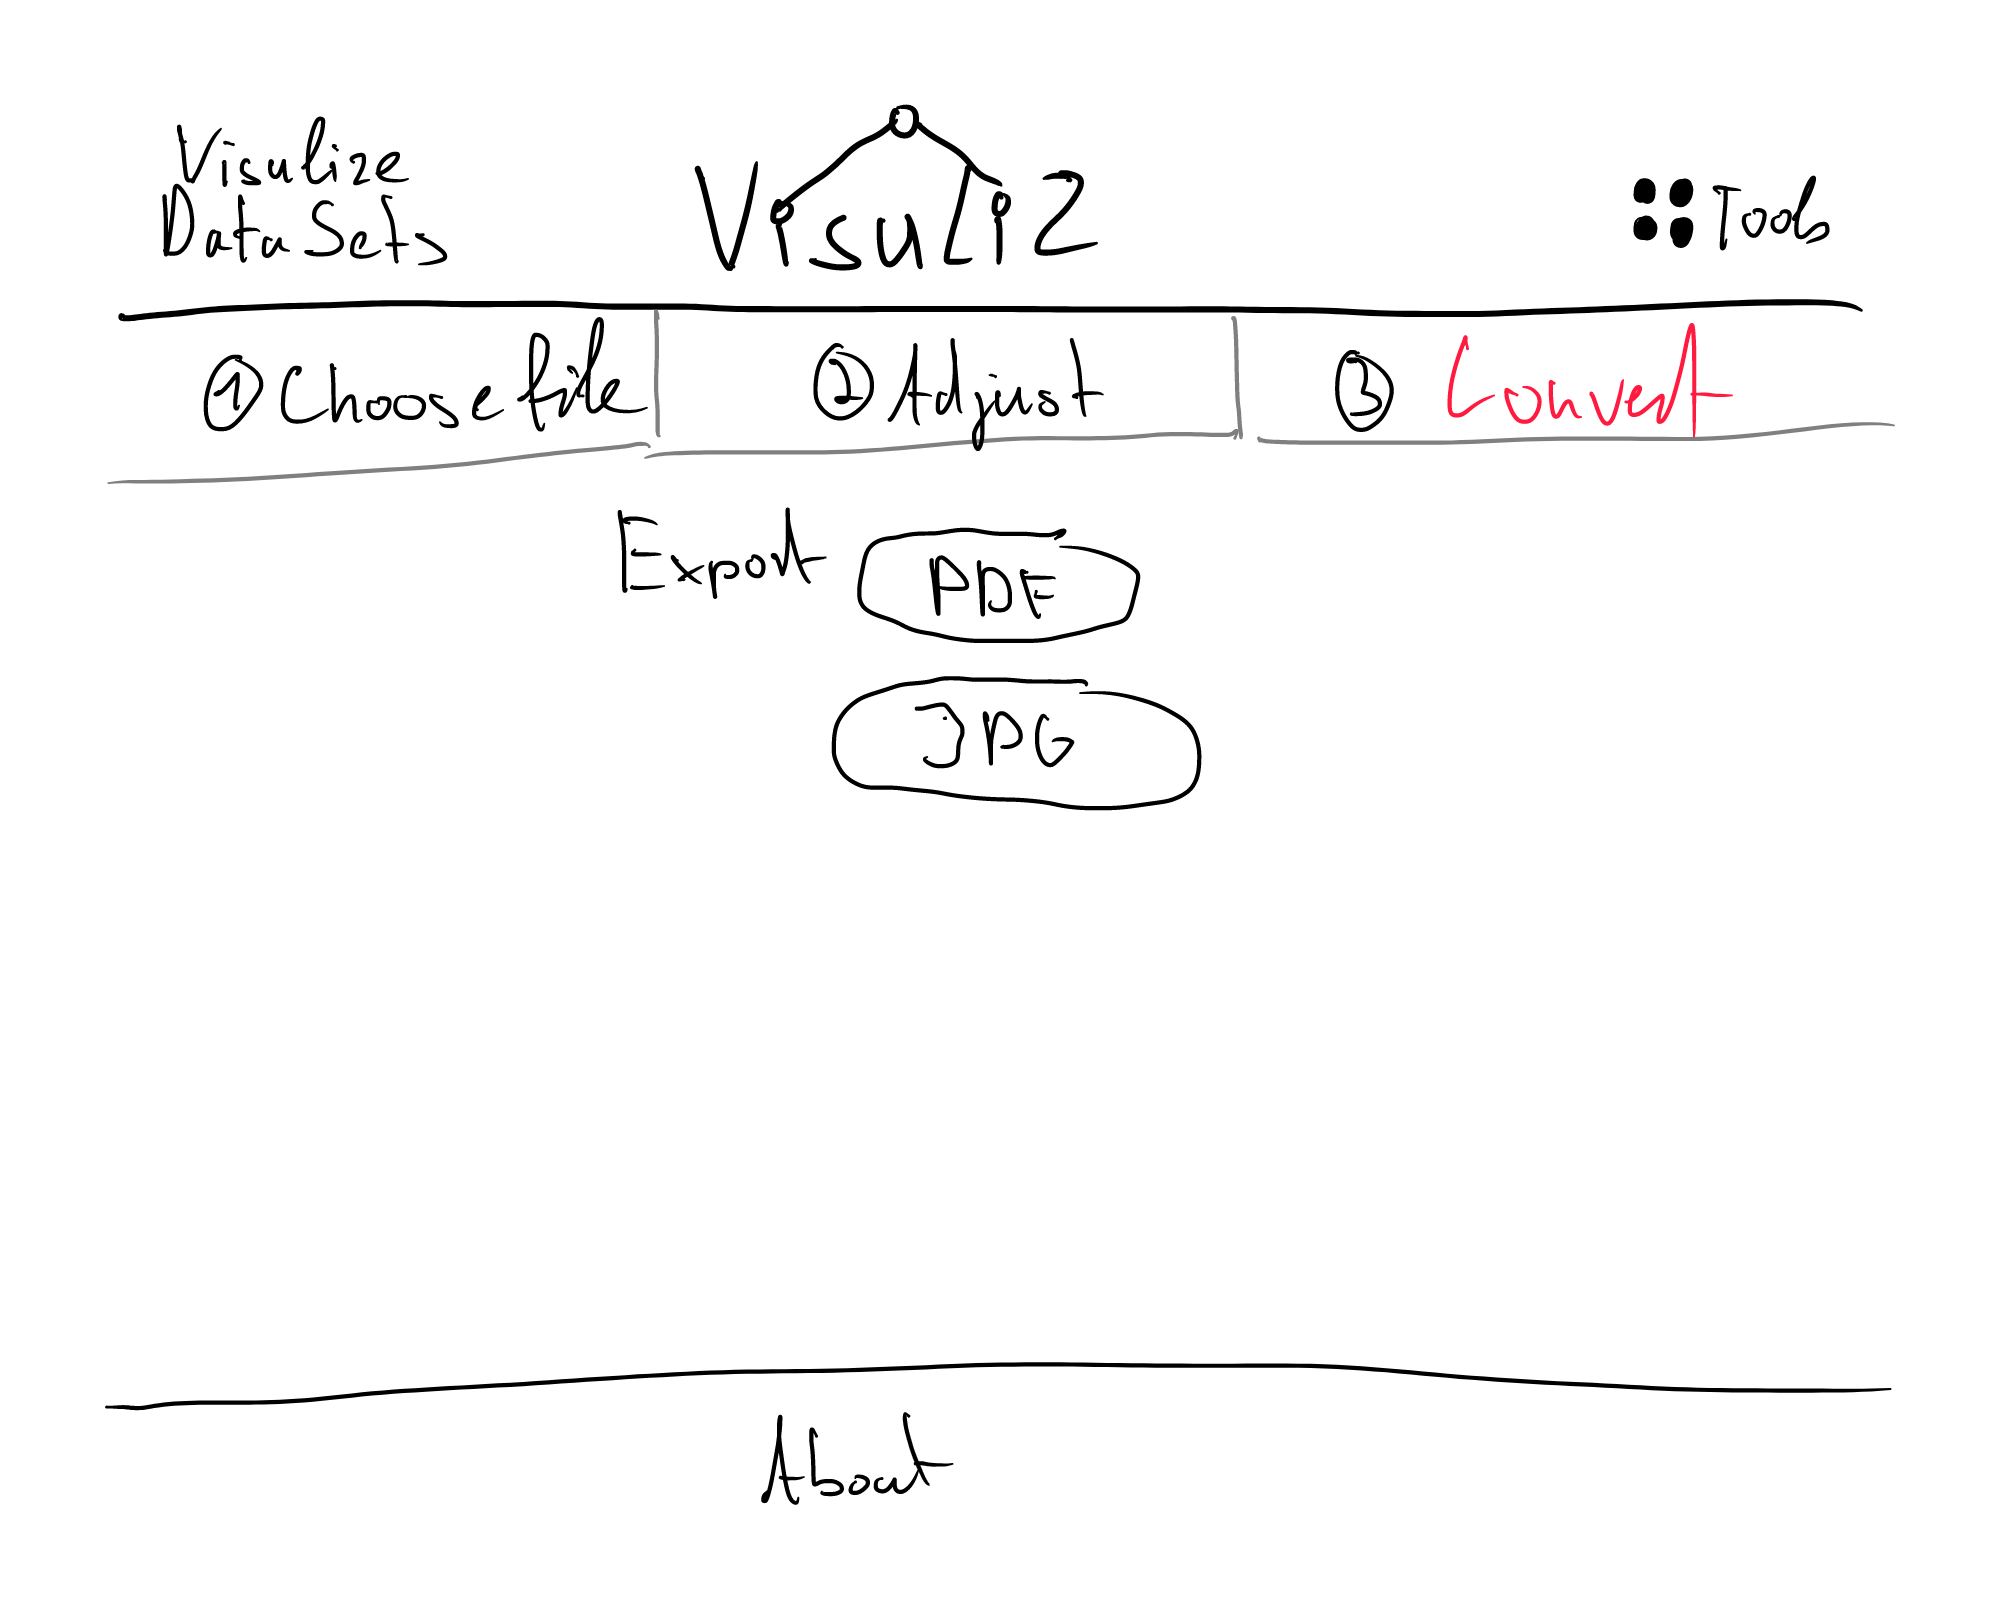 Visulize
Data Sets
VisuLiz
Tools
1 Choose file
2 Adjust
3 Convert
Export
PDF
JPG
About